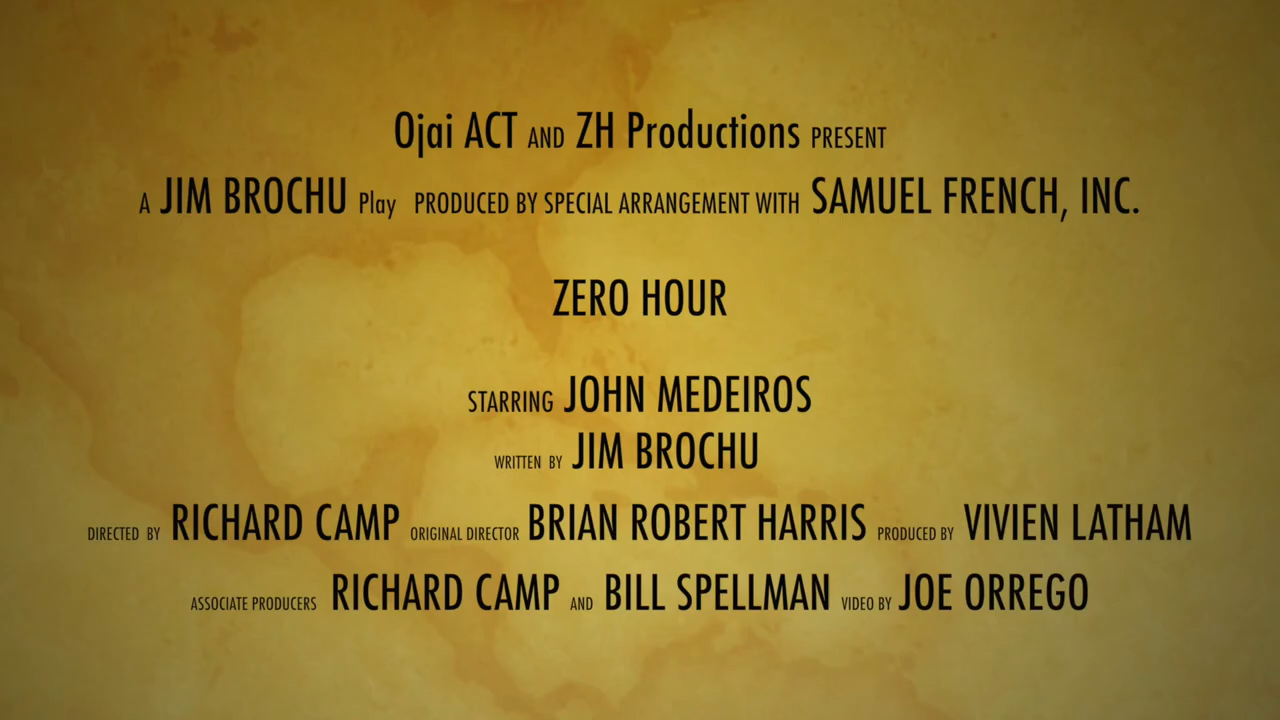 Ojai ACT AND ZH Productions PRESENT
A JIM BROCHU Play PRODUCED BY SPECIAL ARRANGEMENT WITH SAMUEL FRENCH, INC.
ZERO HOUR
STARRING JOHN MEDEIROS
WRITTEN BY JIM BROCHU
DIRECTED BY RICHARD CAMP ORIGINAL DIRECTOR BRIAN ROBERT HARRIS PRODUCED BY VIVIEN LATHAM
ASSOCIATE PRODUCERS RICHARD CAMP AND BILL SPELLMAN VIDEO BY JOE ORREGO